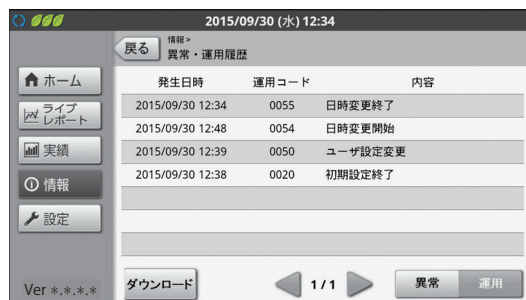 2015/09/30 (水) 12:34
戻る
情報>
異常・運用履歴
ホーム
ライブ
レポート
実績
情報
設定
Ver *.*.*.*
発生日時 運用コード 内容
2015/09/30 12:34 0055 日時変更終了
2015/09/30 12:48 0054 日時変更開始
2015/09/30 12:39 0050 ユーザ設定変更
2015/09/30 12:38 0020 初期設定終了
ダウンロード
1/1
異常
運用